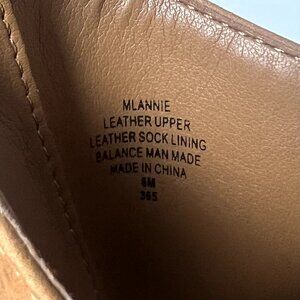 MLANNIE
LEATHER UPPER
LEATHER SOCK LINING
BALANCE MAN MADE
MADE IN CHINA
6M
365